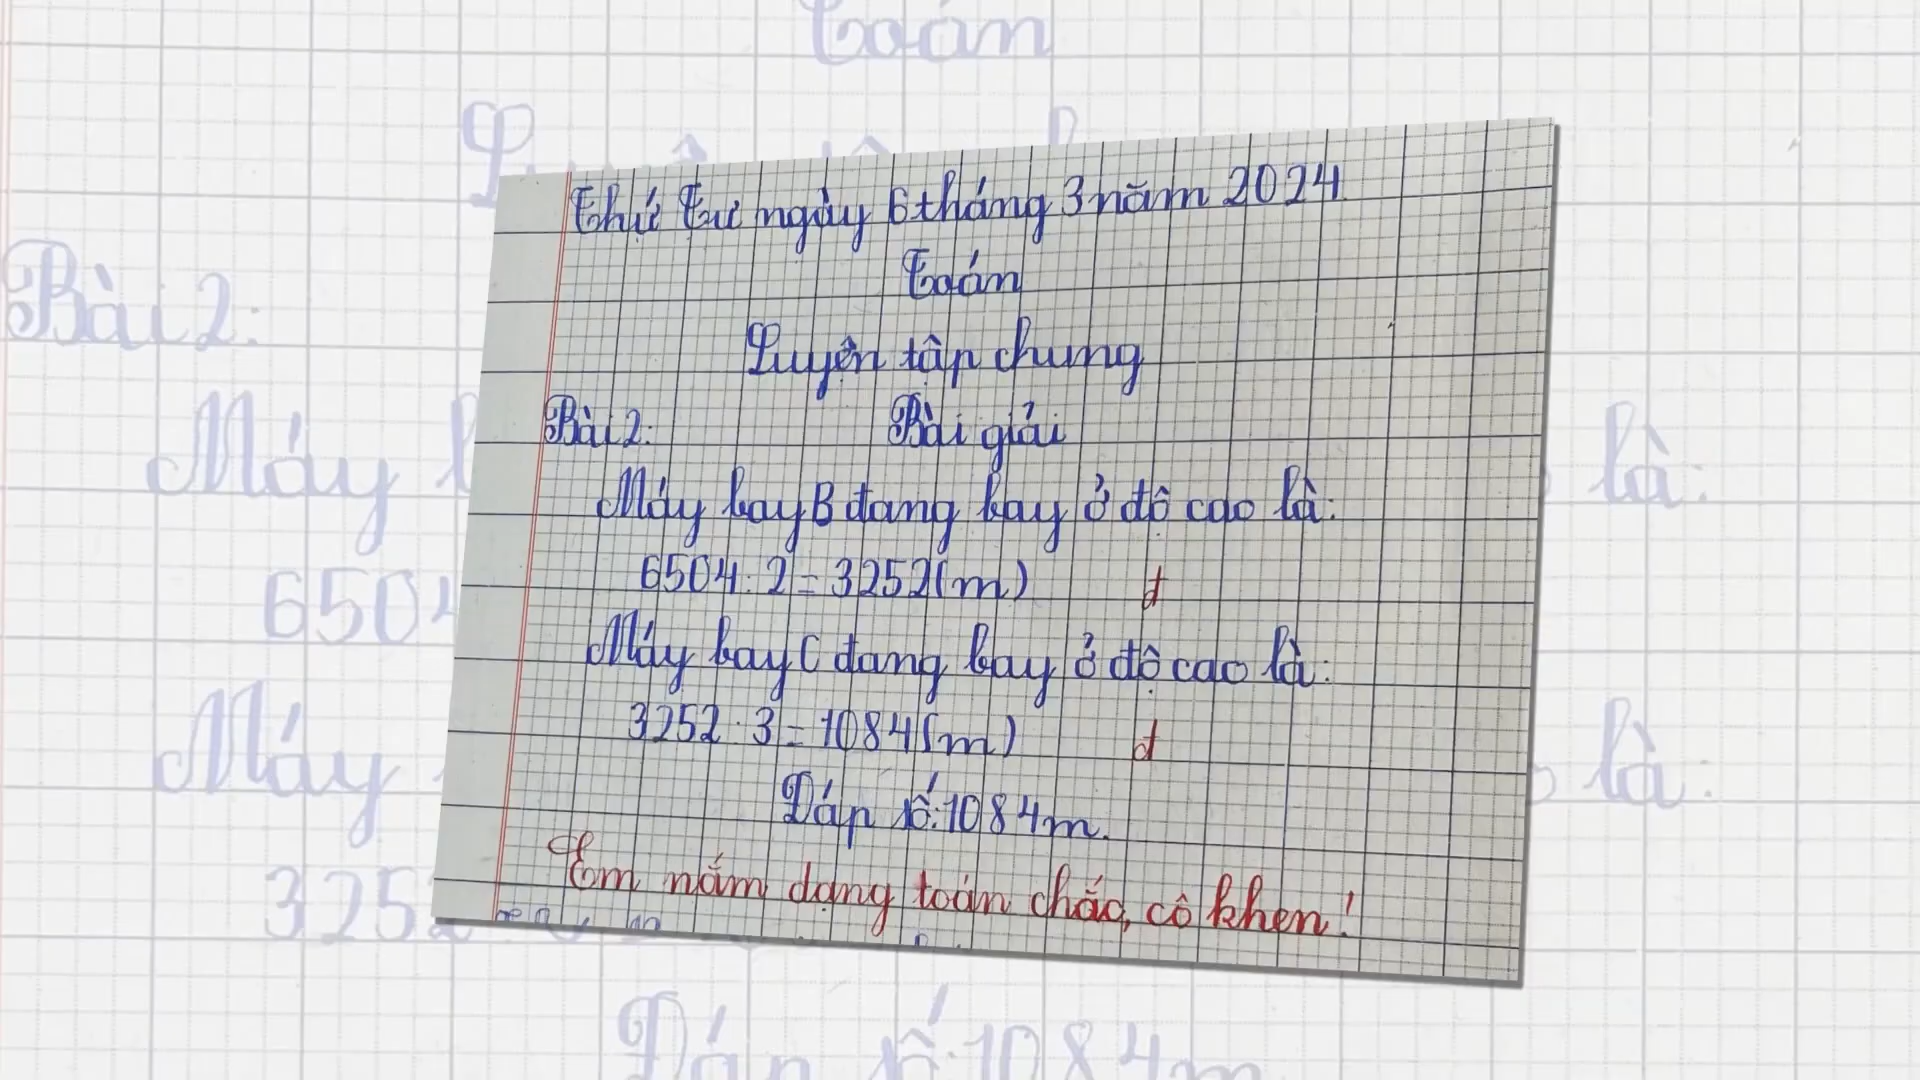 Thứ tư ngày 6 tháng 3 năm 2024
Toán
Luyện tập chung
Bài 2: Bài giải
Máy bay B đang bay ở độ cao là:
6504 : 2 = 3252 (m) đ
Máy bay C đang bay ở độ cao là:
3252 : 3 = 1084 (m) đ
Đáp số: 1084 m.
Em nắm dạng toán chắc, cô khen!